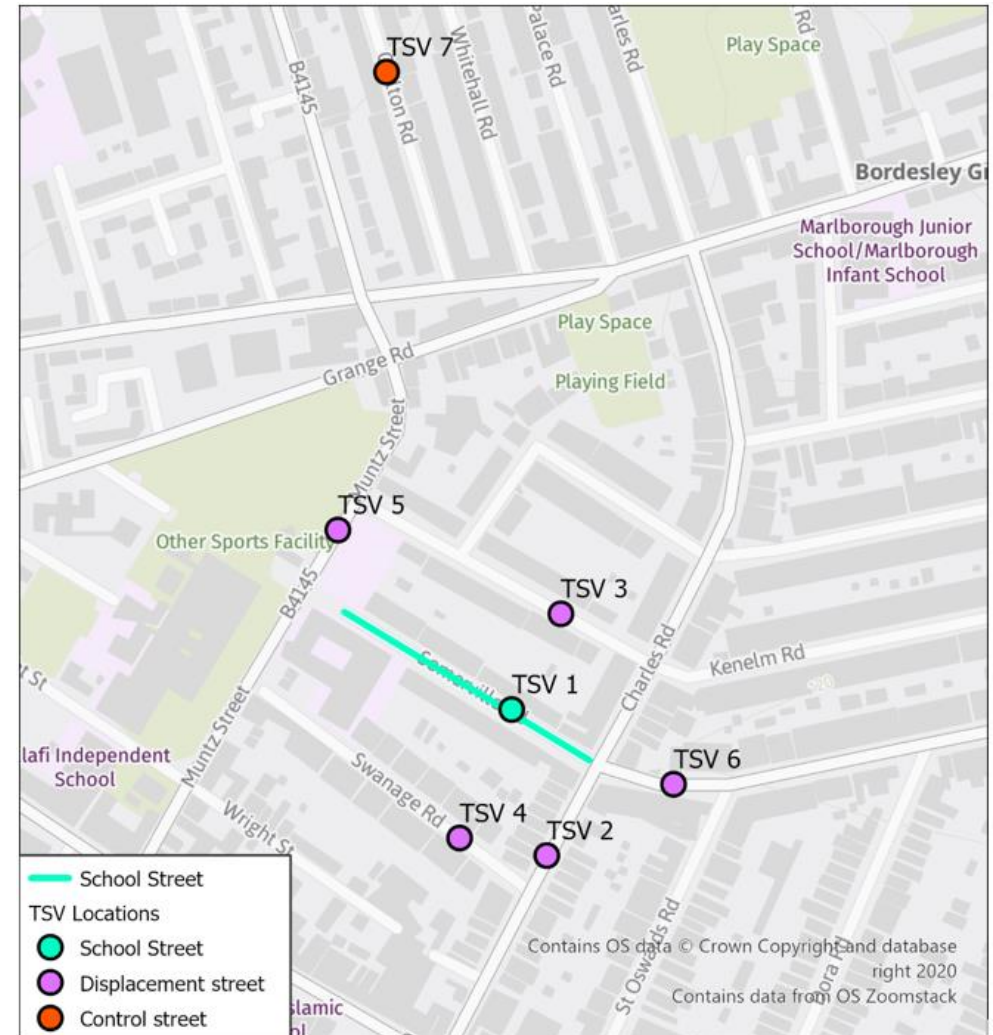 TSV 7
B4145
Whitehall Rd
Rd
Play Space
Bordesley
Marlborough Junior
School/Marlborough
Infant School
Play Space
Playing Field
Grange Rd
Muntz Street
TSV 5
Other Sports Facility
B4145
TSV 3
Charles Rd
Kenelm Rd
TSV 1
TSV 6
Independent
School
Muntz Street
Swanage Rd
TSV 4
TSV 2
Wright St
St Oswalds Rd
School Street
TSV Locations
School Street
Displacement street
Control street
Contains OS data © Crown Copyright and database
right 2020
Contains data from OS Zoomstack